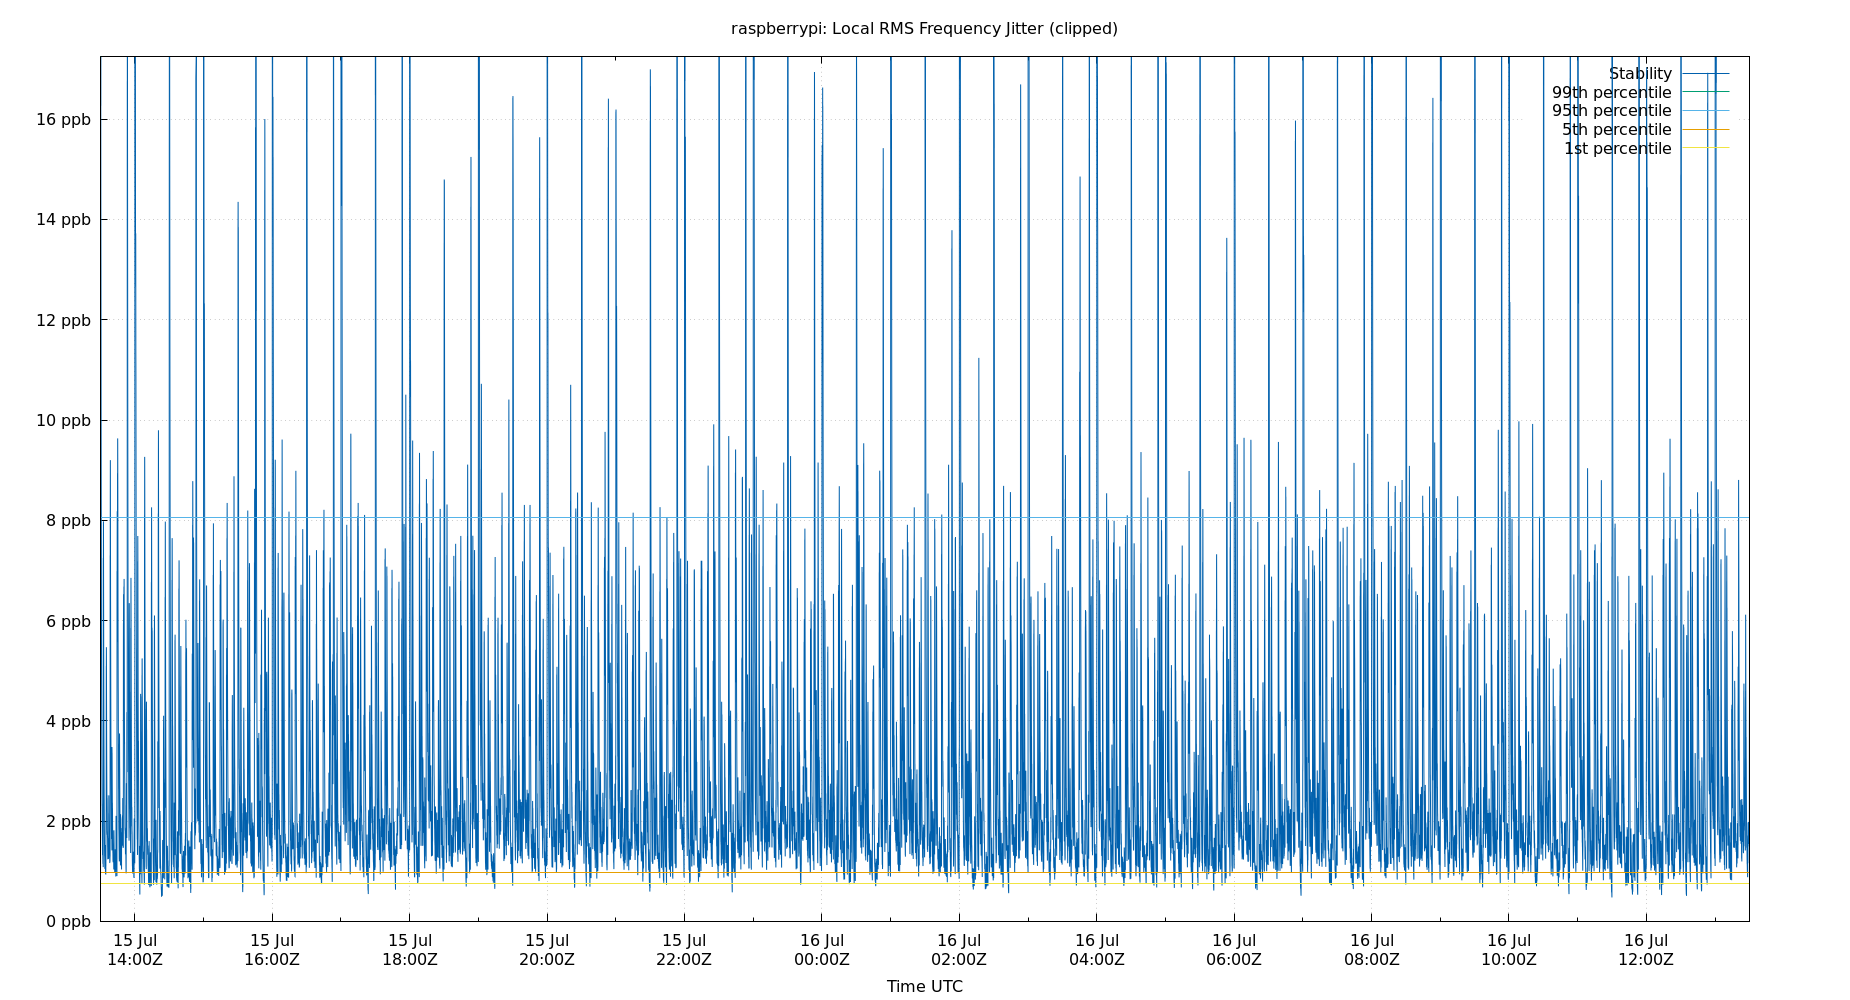 raspberrypi: Local RMS Frequency Jitter (clipped)
Stability
99th percentile
95th percentile
5th percentile
1st percentile
16 ppb
14 ppb
12 ppb
10 ppb
8 ppb
6 ppb
4 ppb
2 ppb
0 ppb
15 Jul 15 Jul 15 Jul 15 Jul 15 Jul 16 Jul 16 Jul 16 Jul 16 Jul 16 Jul 16 Jul 16 Jul
14:00Z 16:00Z 18:00Z 20:00Z 22:00Z 00:00Z 02:00Z 04:00Z 06:00Z 08:00Z 10:00Z 12:00Z
Time UTC